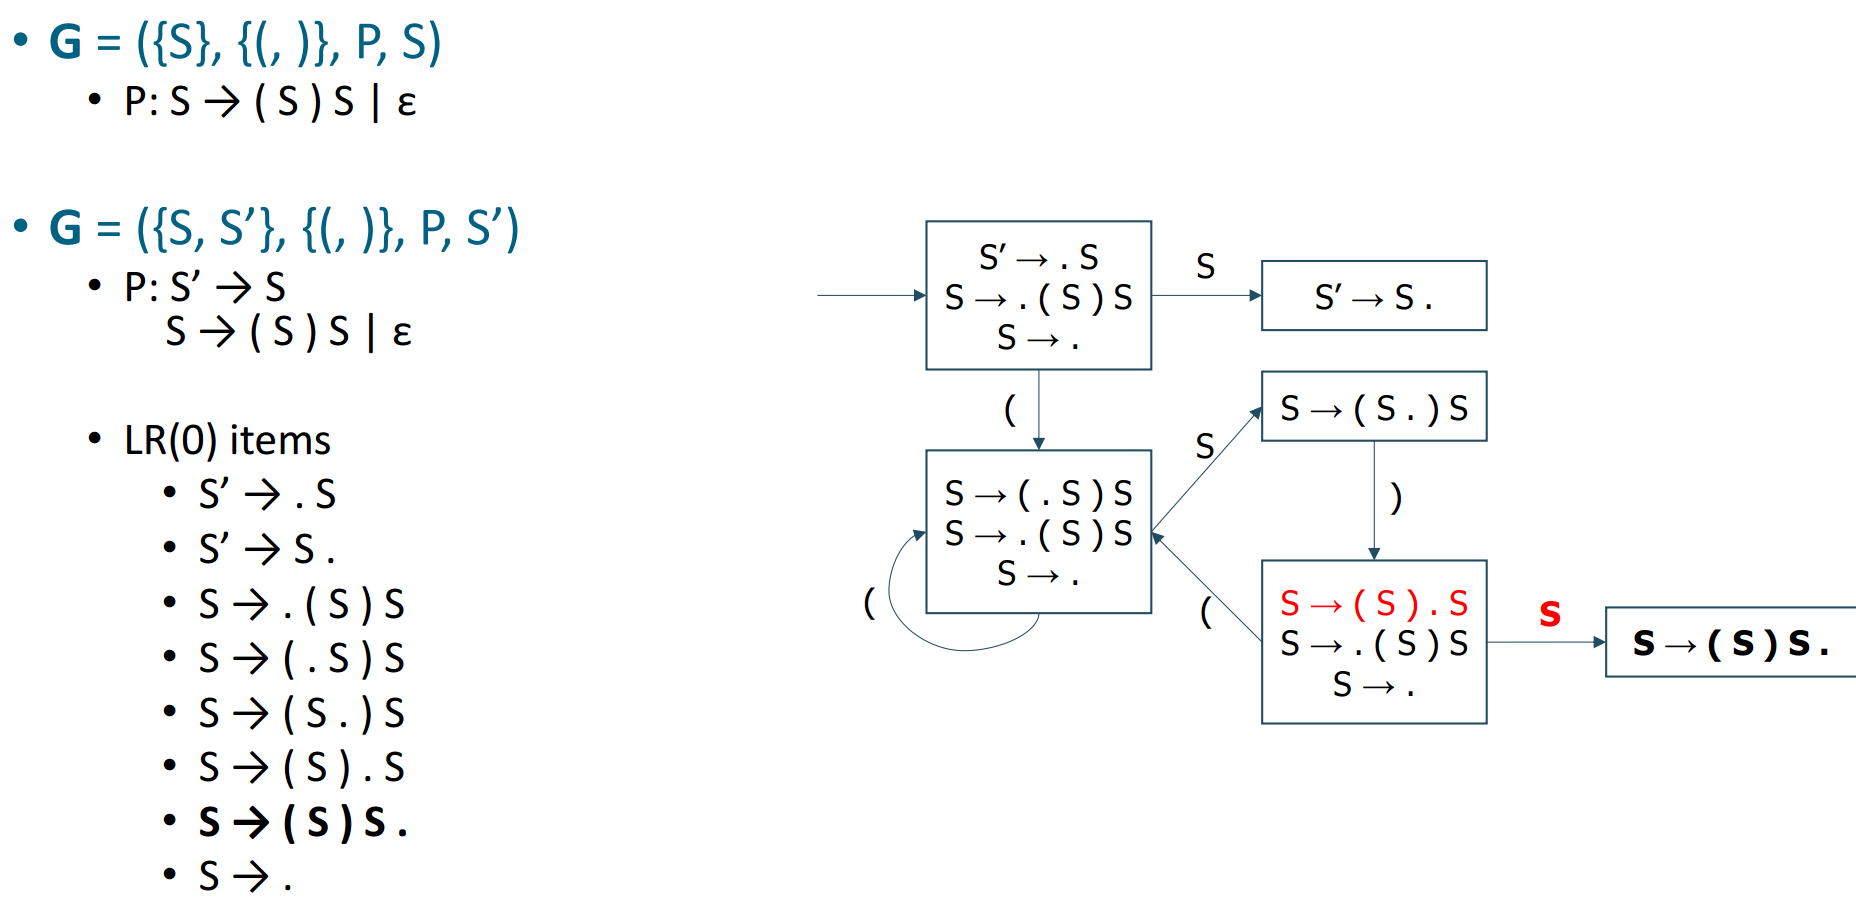 • G = ({S}, {(, )}, P, S)
• P: S → ( S ) S | ε
• G = ({S, S’}, {(, )}, P, S’)
• P: S’ → S
S → ( S ) S | ε
• LR(0) items
• S’ → . S
• S’ → S .
• S → . ( S ) S
• S → ( . S ) S
• S → ( S . ) S
• S → ( S ) . S
• S → ( S ) S .
• S → .
S′ → . S
S → . ( S ) S
S → .
S
S′ → S .
(
S → ( . S ) S
S → . ( S ) S
S → .
(
S
S → ( S . ) S
)
(
S → ( S ) . S
S → . ( S ) S
S → .
S
S → ( S ) S .